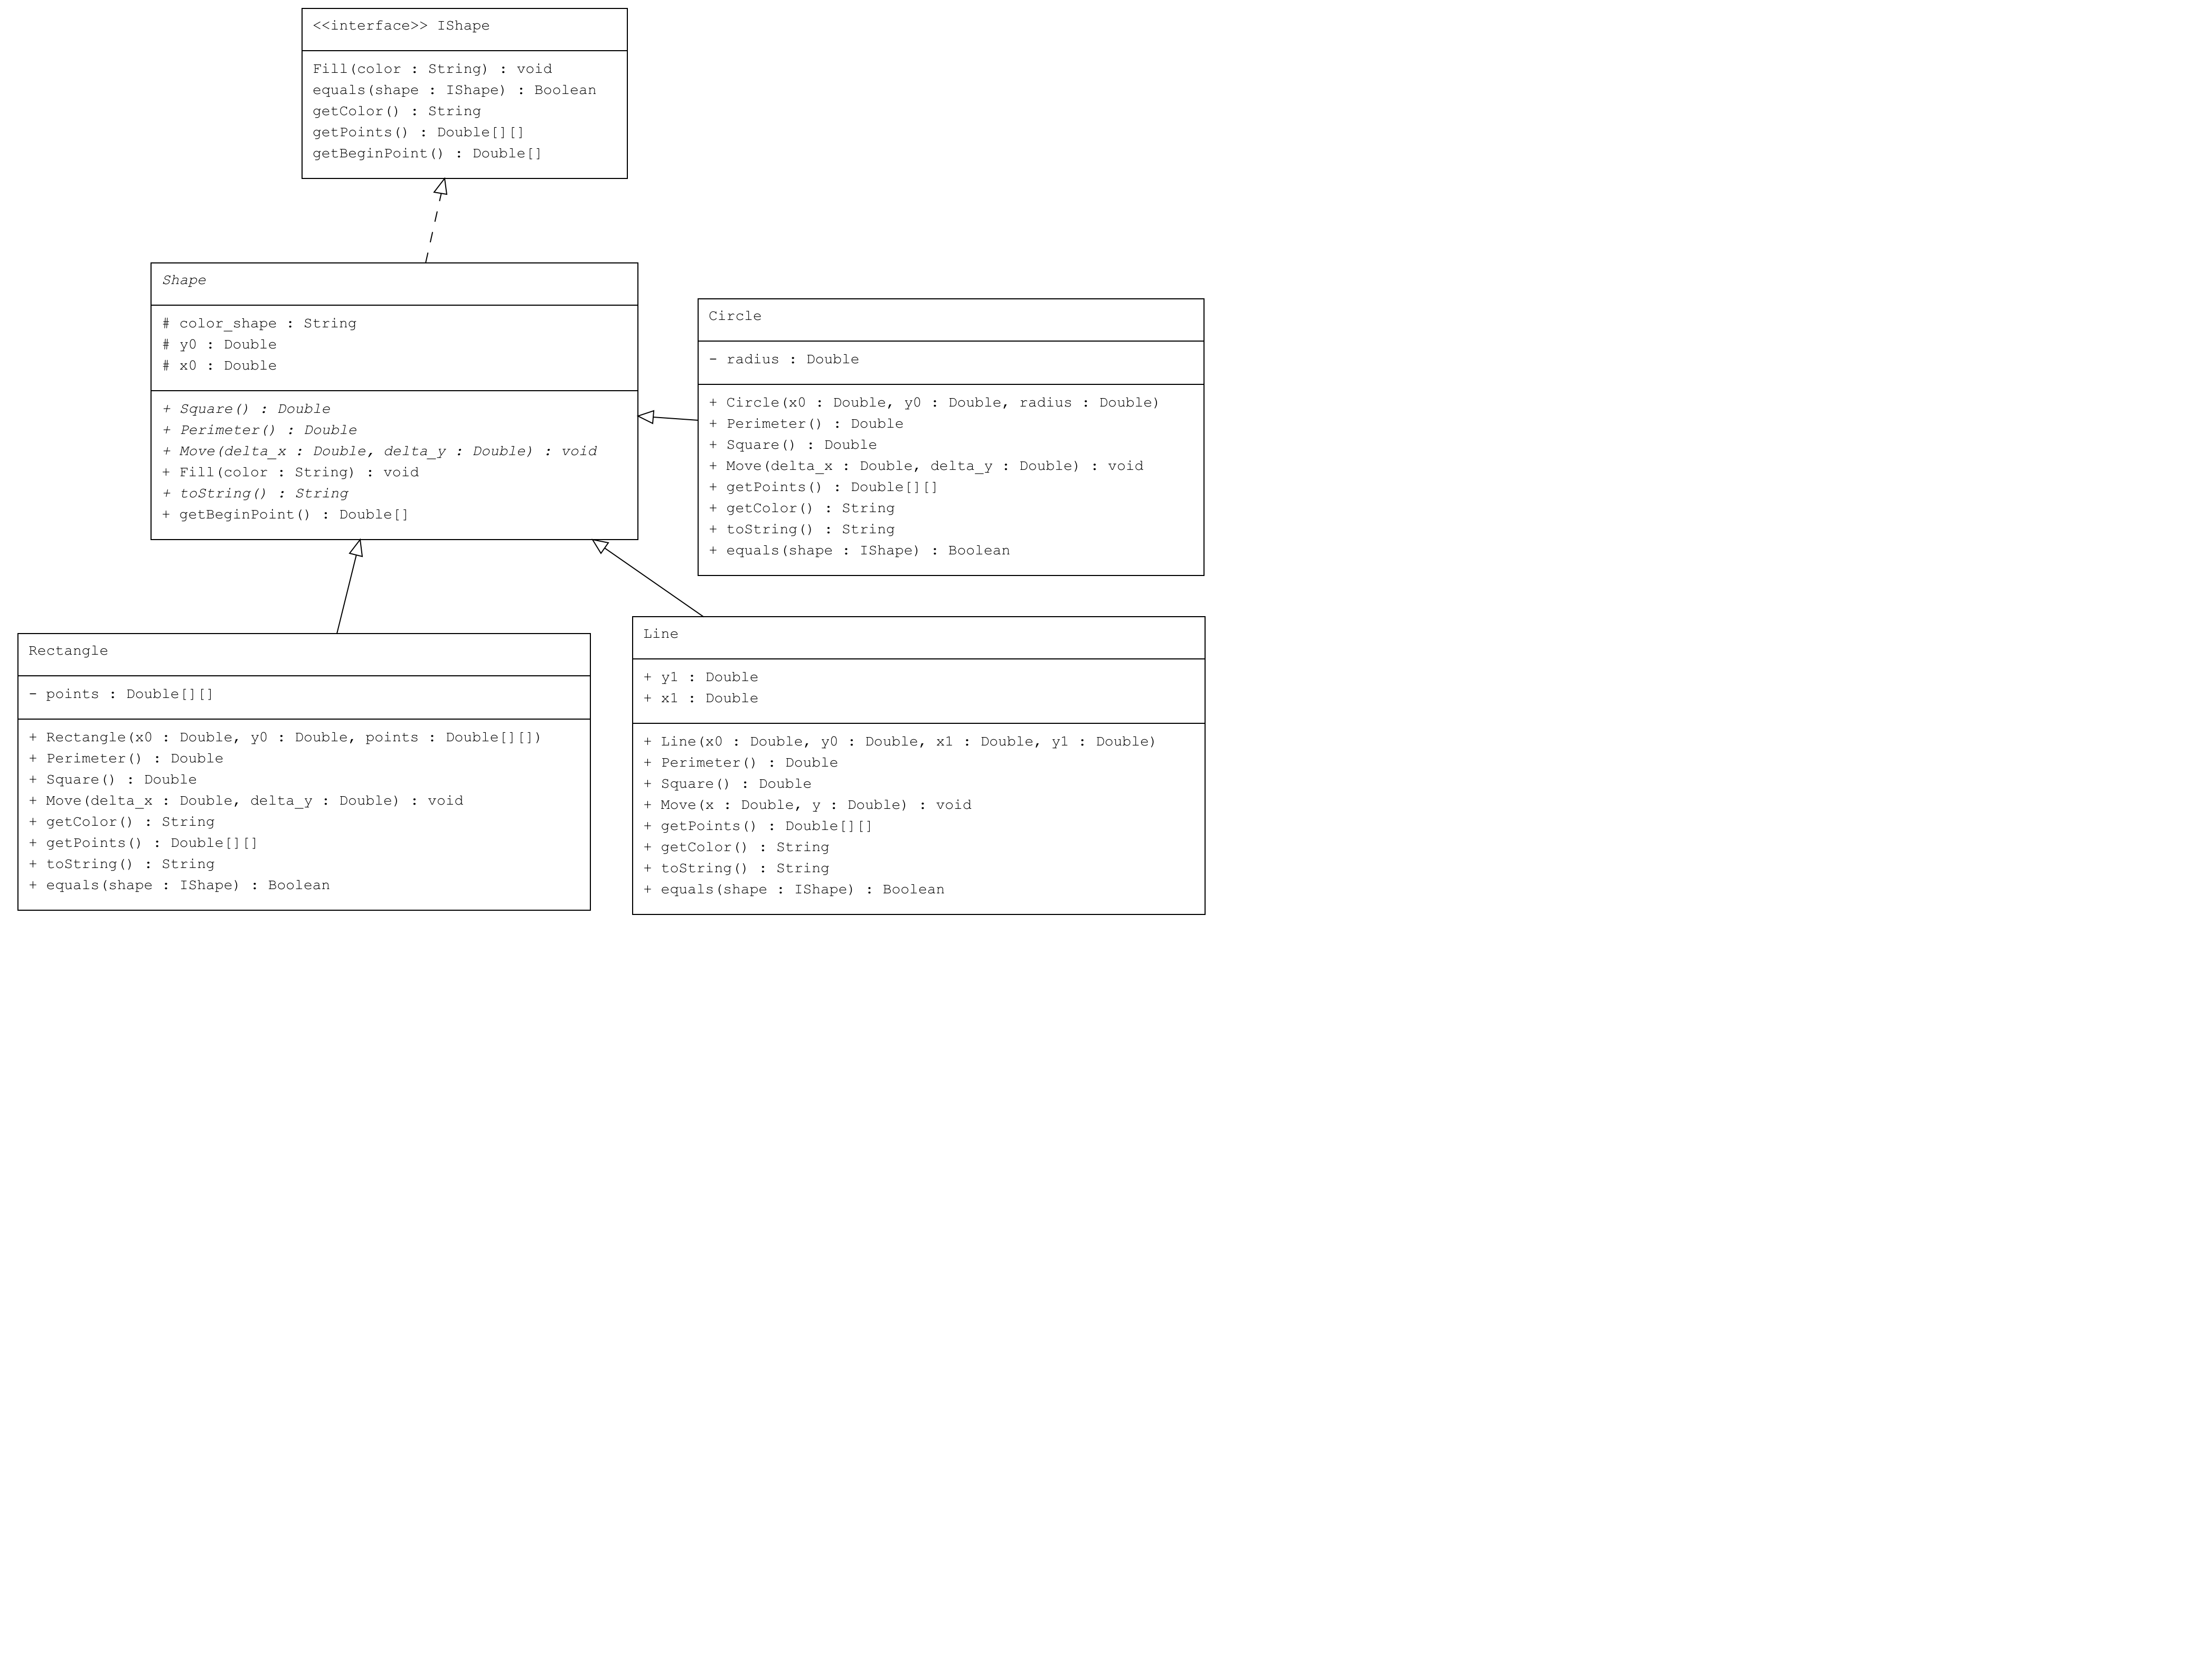 <<interface>> IShape
Fill(color : String) : void
equals(shape : IShape) : Boolean
getColor() : String
getPoints() : Double[][]
getBeginPoint() : Double[]
Shape
# color_shape : String
# y0 : Double
# x0 : Double
+ Square() : Double
+ Perimeter() : Double
+ Move(delta_x : Double, delta_y : Double) : void
+ Fill(color : String) : void
+ toString() : String
+ getBeginPoint() : Double[]
Circle
- radius : Double
+ Circle(x0 : Double, y0 : Double, radius : Double)
+ Perimeter() : Double
+ Square() : Double
+ Move(delta_x : Double, delta_y : Double) : void
+ getPoints() : Double[][]
+ getColor() : String
+ toString() : String
+ equals(shape : IShape) : Boolean
Rectangle
- points : Double[][]
+ Rectangle(x0 : Double, y0 : Double, points : Double[][])
+ Perimeter() : Double
+ Square() : Double
+ Move(delta_x : Double, delta_y : Double) : void
+ getColor() : String
+ getPoints() : Double[][]
+ toString() : String
+ equals(shape : IShape) : Boolean
Line
+ y1 : Double
+ x1 : Double
+ Line(x0 : Double, y0 : Double, x1 : Double, y1 : Double)
+ Perimeter() : Double
+ Square() : Double
+ Move(x : Double, y : Double) : void
+ getPoints() : Double[][]
+ getColor() : String
+ toString() : String
+ equals(shape : IShape) : Boolean